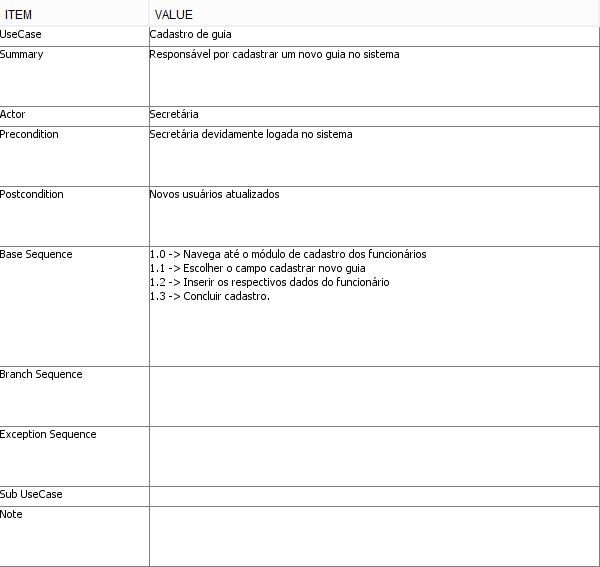 ITEM VALUE
UseCase Cadastro de guia
Summary Responsável por cadastrar um novo guia no sistema
Actor Secretária
Precondition Secretária devidamente logada no sistema
Postcondition Novos usuários atualizados
Base Sequence 1.0 -> Navega até o módulo de cadastro dos funcionários
1.1 -> Escolher o campo cadastrar novo guia
1.2 -> Inserir os respectivos dados do funcionário
1.3 -> Concluir cadastro.
Branch Sequence
Exception Sequence
Sub UseCase
Note